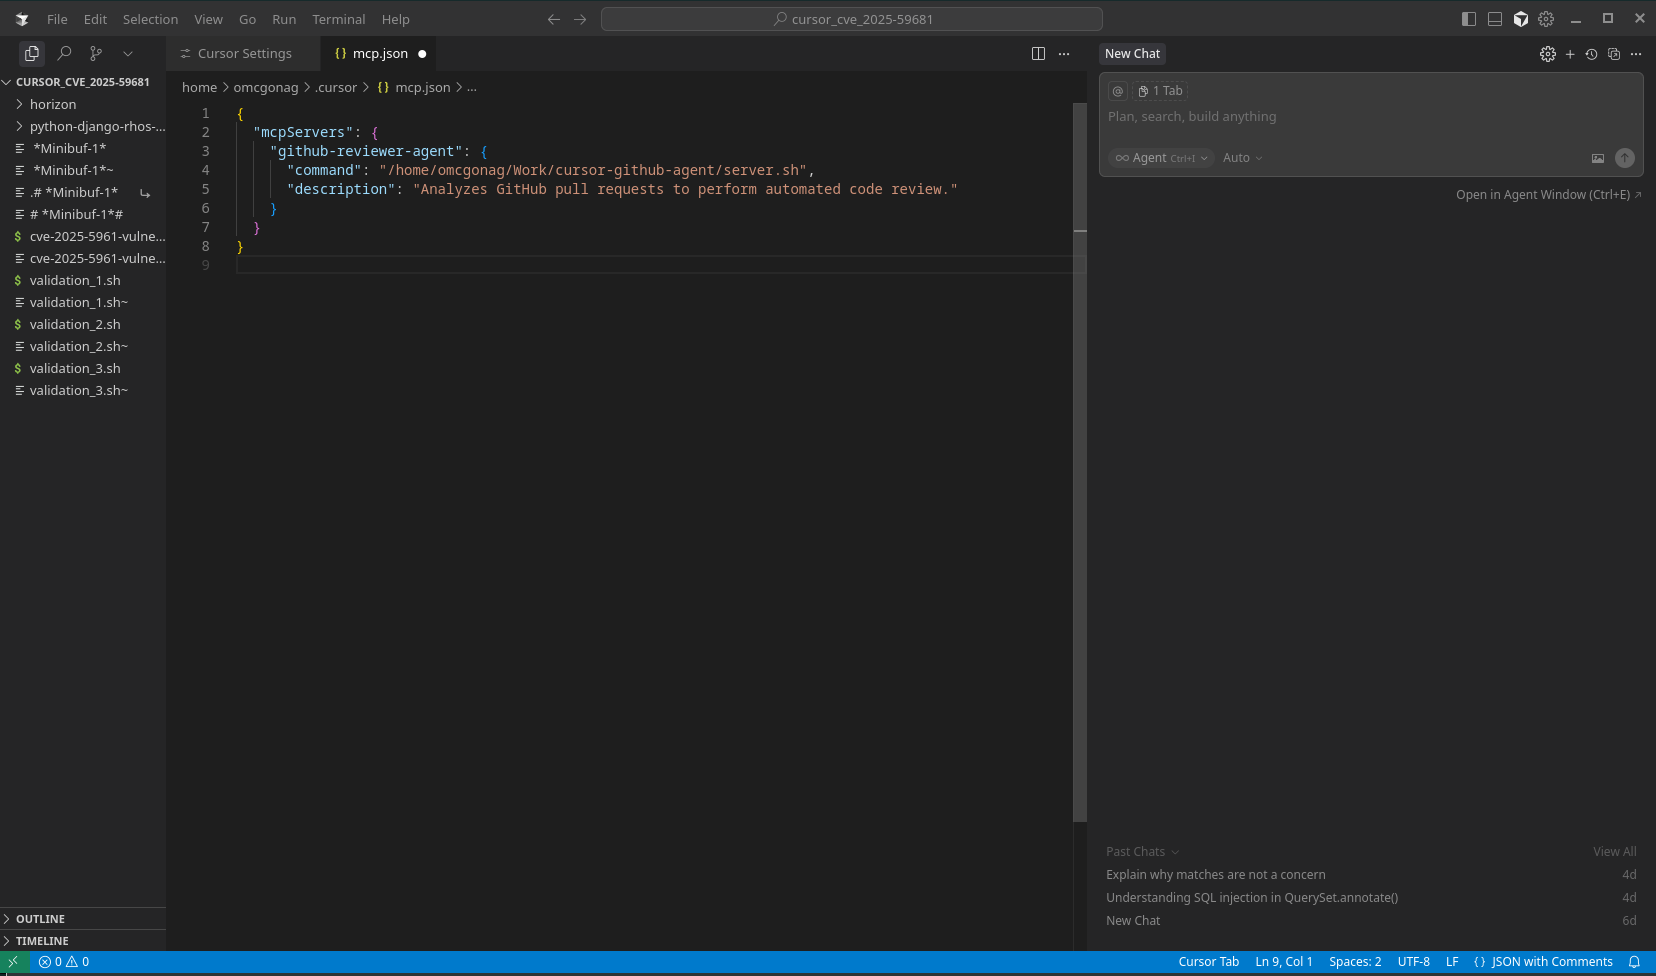 File Edit Selection View Go Run Terminal Help
cursor_cve_2025-59681
CURSOR_CVE_2025-59681
horizon
python-django-rhos-...
*Minibuf-1*
*Minibuf-1*~
.# *Minibuf-1*
# *Minibuf-1*#
cve-2025-5961-vulne...
cve-2025-5961-vulne...
validation_1.sh
validation_1.sh~
validation_2.sh
validation_2.sh~
validation_3.sh
validation_3.sh~
OUTLINE
TIMELINE
Cursor Settings
{} mcp.json
home > omcgonag > .cursor > {} mcp.json > ...
1 {
2 "mcpServers": {
3 "github-reviewer-agent": {
4 "command": "/home/omcgonag/Work/cursor-github-agent/server.sh",
5 "description": "Analyzes GitHub pull requests to perform automated code review."
6 }
7 }
8 }
9
New Chat
@ 1 Tab
Plan, search, build anything
Agent Ctrl+I Auto
Open in Agent Window (Ctrl+E)
Past Chats View All
Explain why matches are not a concern 4d
Understanding SQL injection in QuerySet.annotate() 4d
New Chat 6d
0 0 Cursor Tab Ln 9, Col 1 Spaces: 2 UTF-8 LF {} JSON with Comments